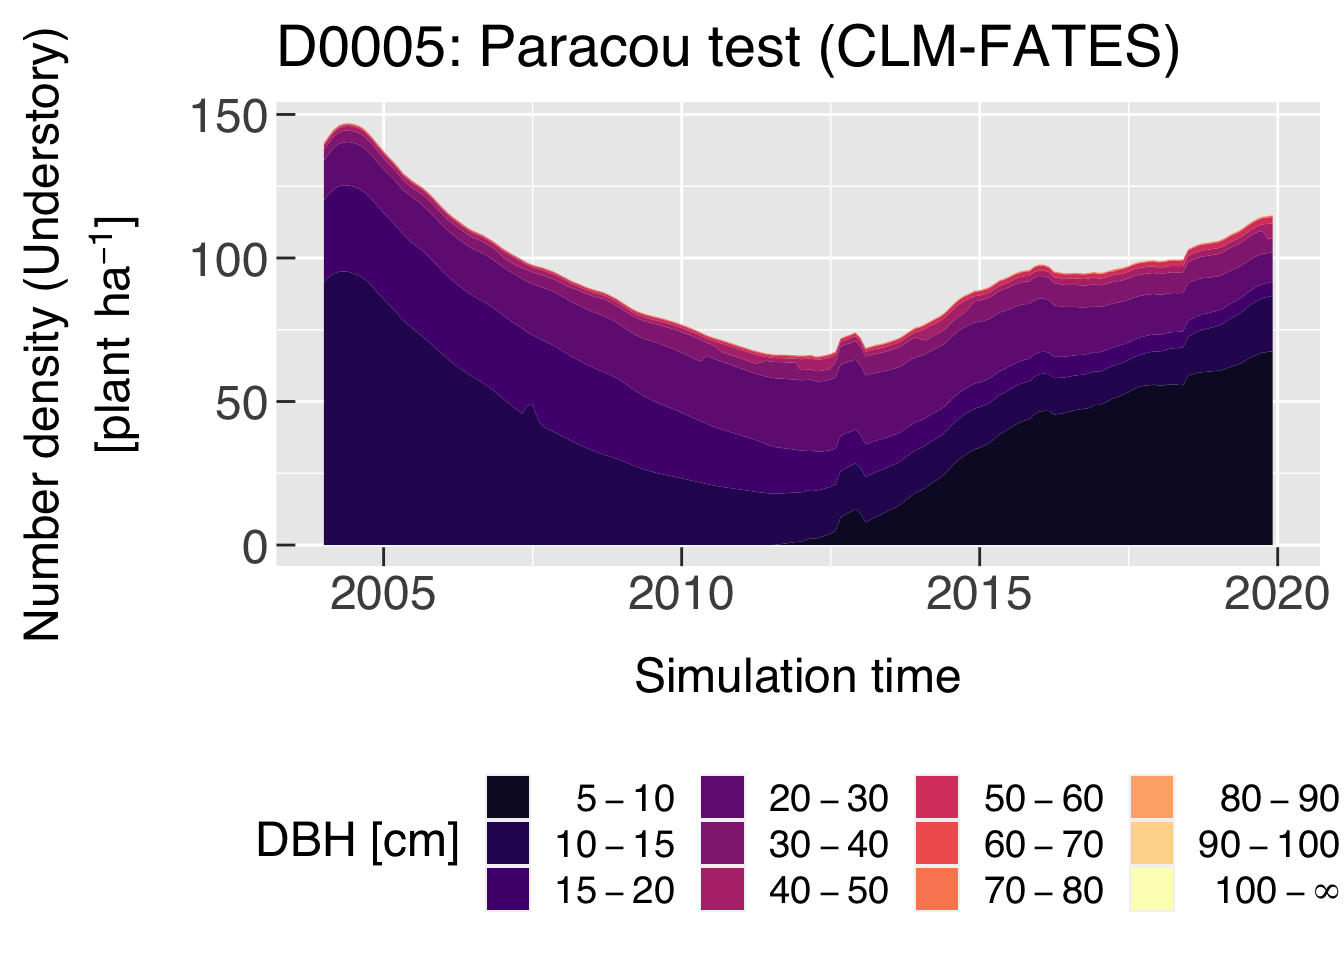 D0005: Paracou test (CLM-FATES)
Number density (Understory)
[plant ha⁻¹]
150
100
50
0
2005 2010 2015 2020
Simulation time
DBH [cm]
5 – 10 20 – 30 50 – 60 80 – 90
10 – 15 30 – 40 60 – 70 90 – 100
15 – 20 40 – 50 70 – 80 100 – ∞